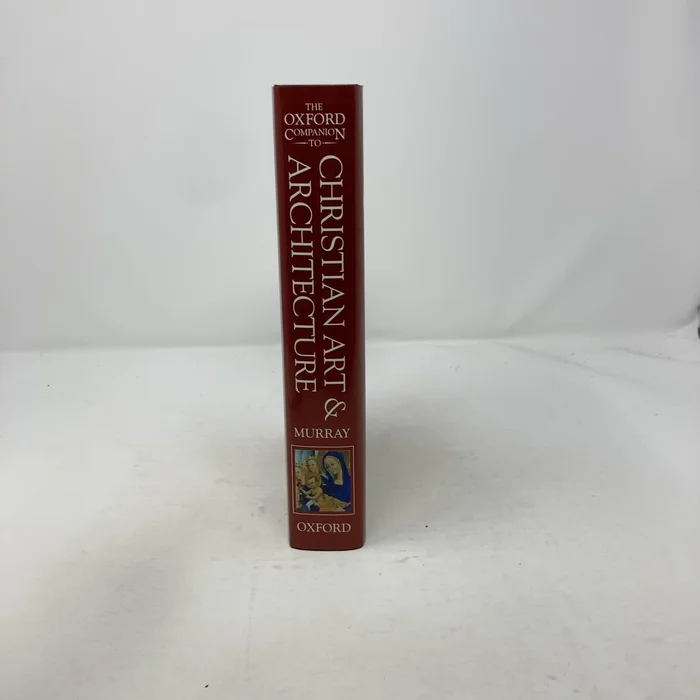 THE
OXFORD
COMPANION
TO
CHRISTIAN ART &
ARCHITECTURE
MURRAY
OXFORD